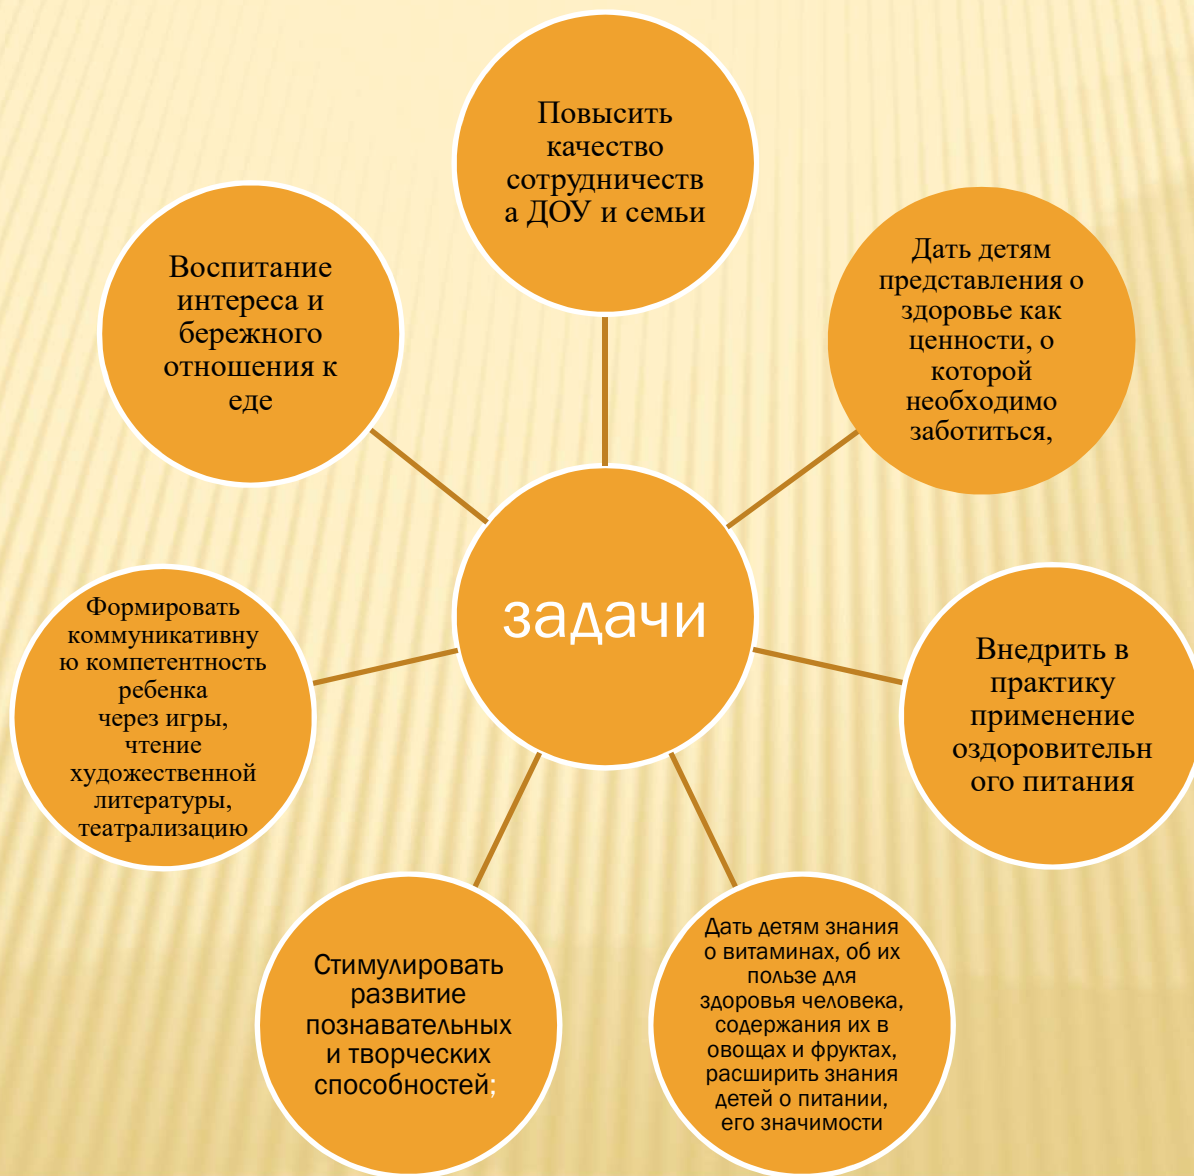 Повысить
качество
сотрудничеств
а ДОУ и семьи
Дать детям
представления о
здоровье как
ценности, о
которой
необходимо
заботиться,
Внедрить в
практику
применение
оздоровительн
ого питания
Дать детям знания
о витаминах, об их
пользе для
здоровья человека,
содержания их в
овощах и фруктах,
расширить знания
детей о питании,
его значимости
Стимулировать
развитие
познавательных
и творческих
способностей;
Формировать
коммуникативну
ю компетентность
ребенка
через игры,
чтение
художественной
литературы,
театрализацию
Воспитание
интереса и
бережного
отношения к
еде
задачи